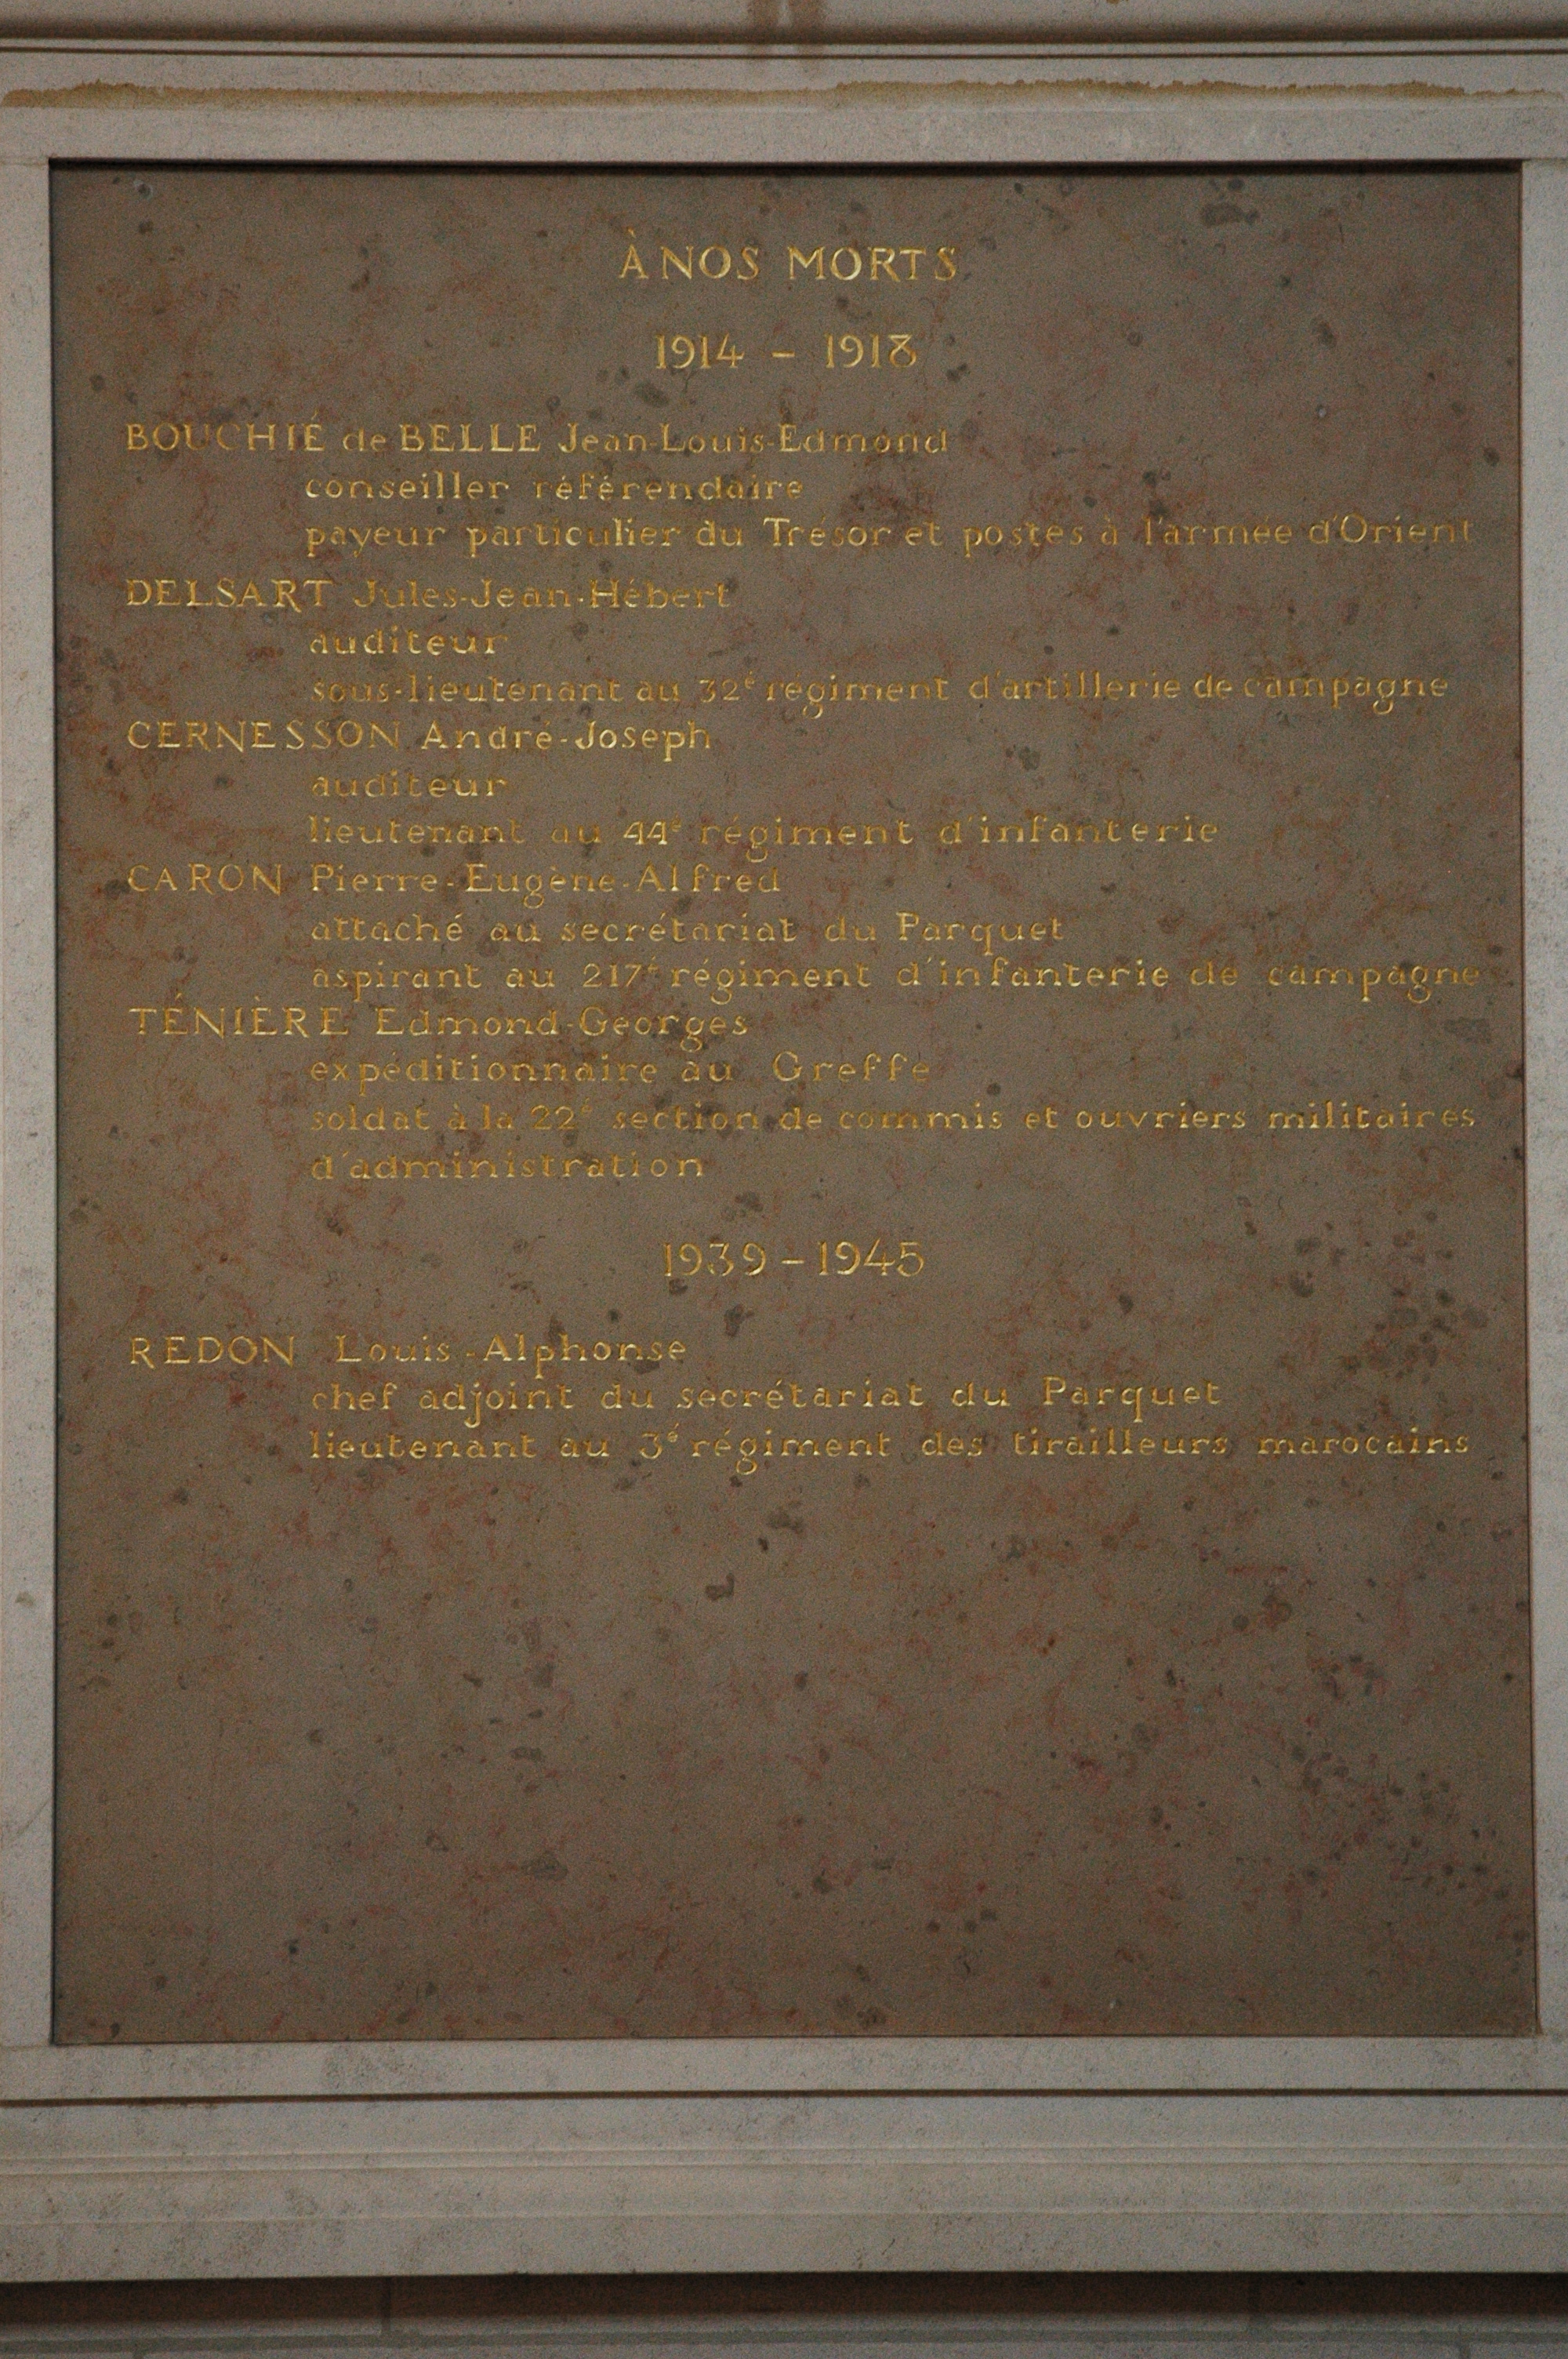 À NOS MORTS
1914 – 1918
BOUCHIÉ de BELLE Jean-Louis-Edmond
conseiller référendaire
payeur particulier du Trésor et postes à l'armée d'Orient
DELSART Jules-Jean-Hébert
auditeur
sous-lieutenant au 32e régiment d'artillerie de campagne
CERNESSON André-Joseph
auditeur
lieutenant au 44e régiment d'infanterie
CARON Pierre-Eugène-Alfred
attaché au secrétariat du Parquet
aspirant au 217e régiment d'infanterie de campagne
TÉNIÈRE Edmond-Georges
expéditionnaire au Greffe
soldat à la 22e section de commis et ouvriers militaires
d'administration
1939 – 1945
REDON Louis-Alphonse
chef adjoint du secrétariat du Parquet
lieutenant au 3e régiment des tirailleurs marocains